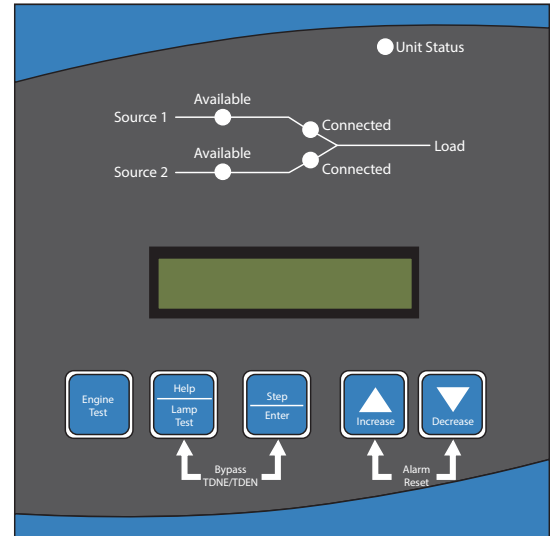 Unit Status
Available
Source 1
Connected
Load
Available
Source 2
Connected
Engine
Test
Help
Lamp
Test
Step
Enter
Increase
Decrease
Bypass
TDNE/TDEN
Alarm
Reset